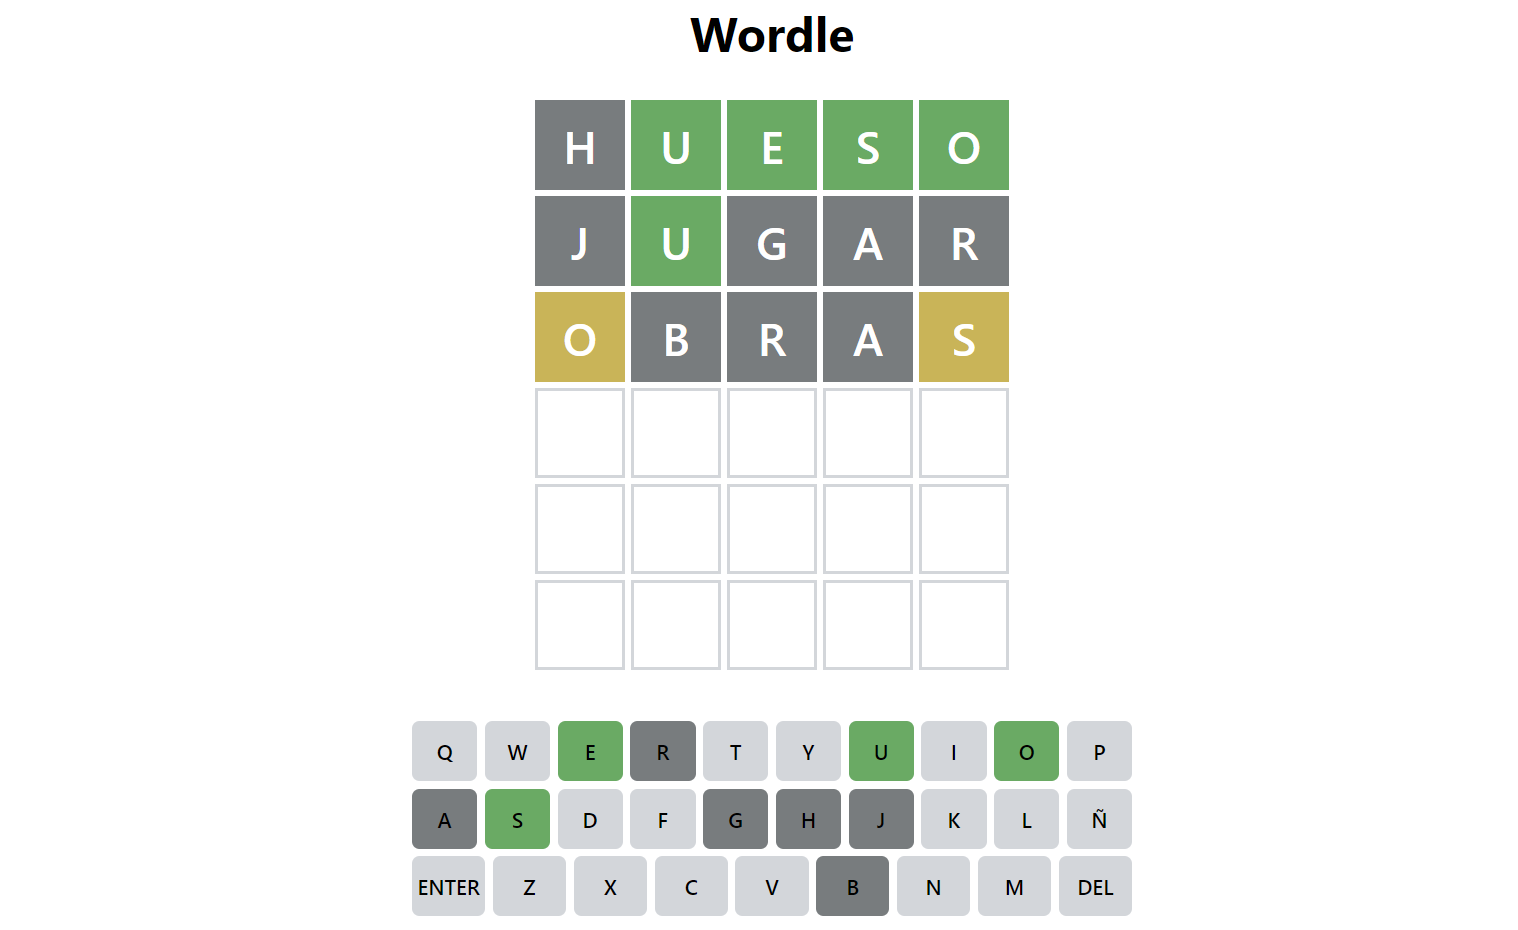 Wordle
H U E S O
J U G A R
O B R A S
Q W E R T Y U I O P
A S D F G H J K L Ñ
ENTER Z X C V B N M DEL